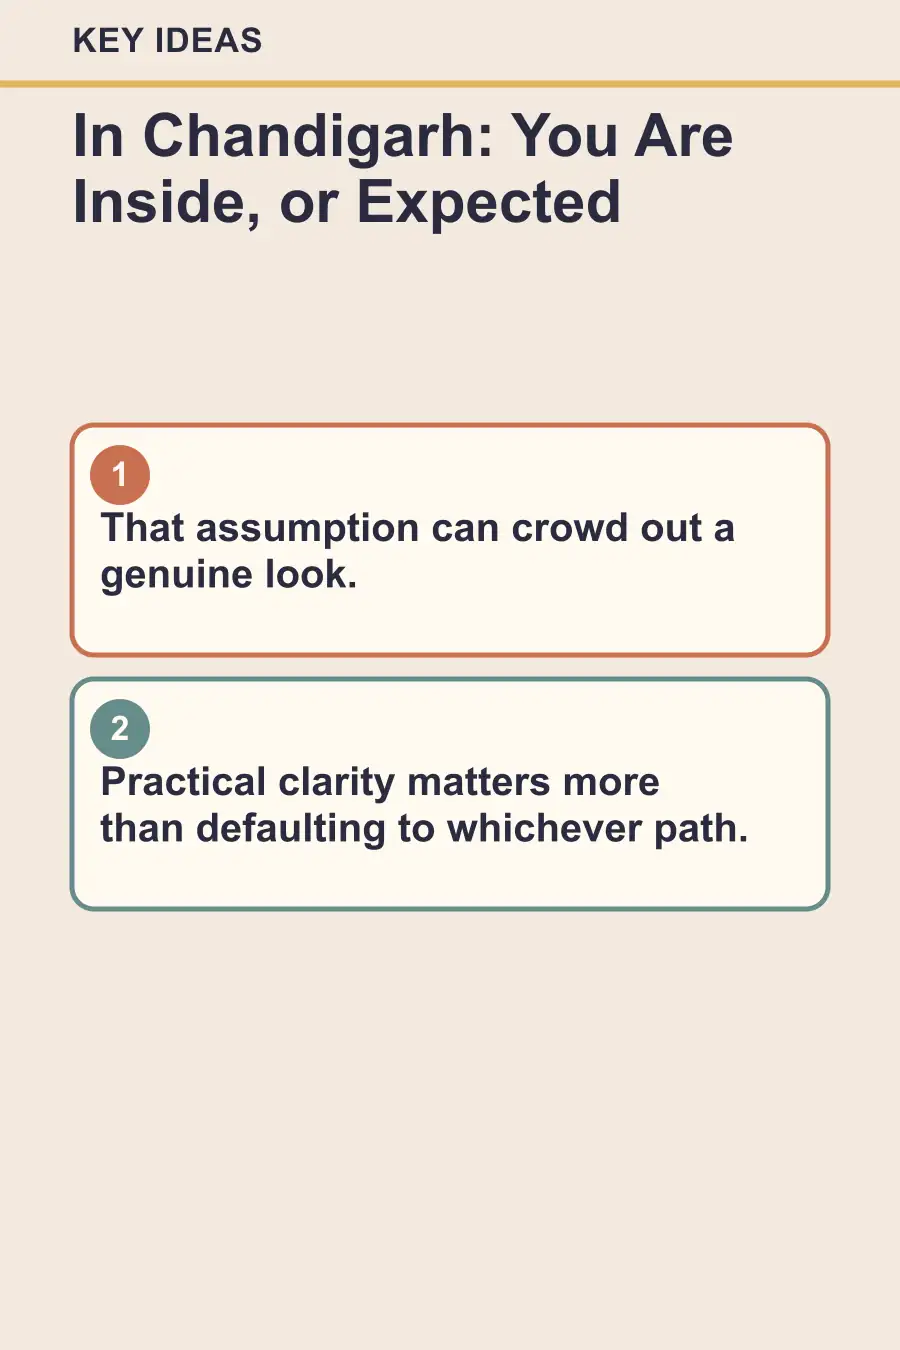 KEY IDEAS
In Chandigarh: You Are
Inside, or Expected
1
That assumption can crowd out a
genuine look.
2
Practical clarity matters more
than defaulting to whichever path.